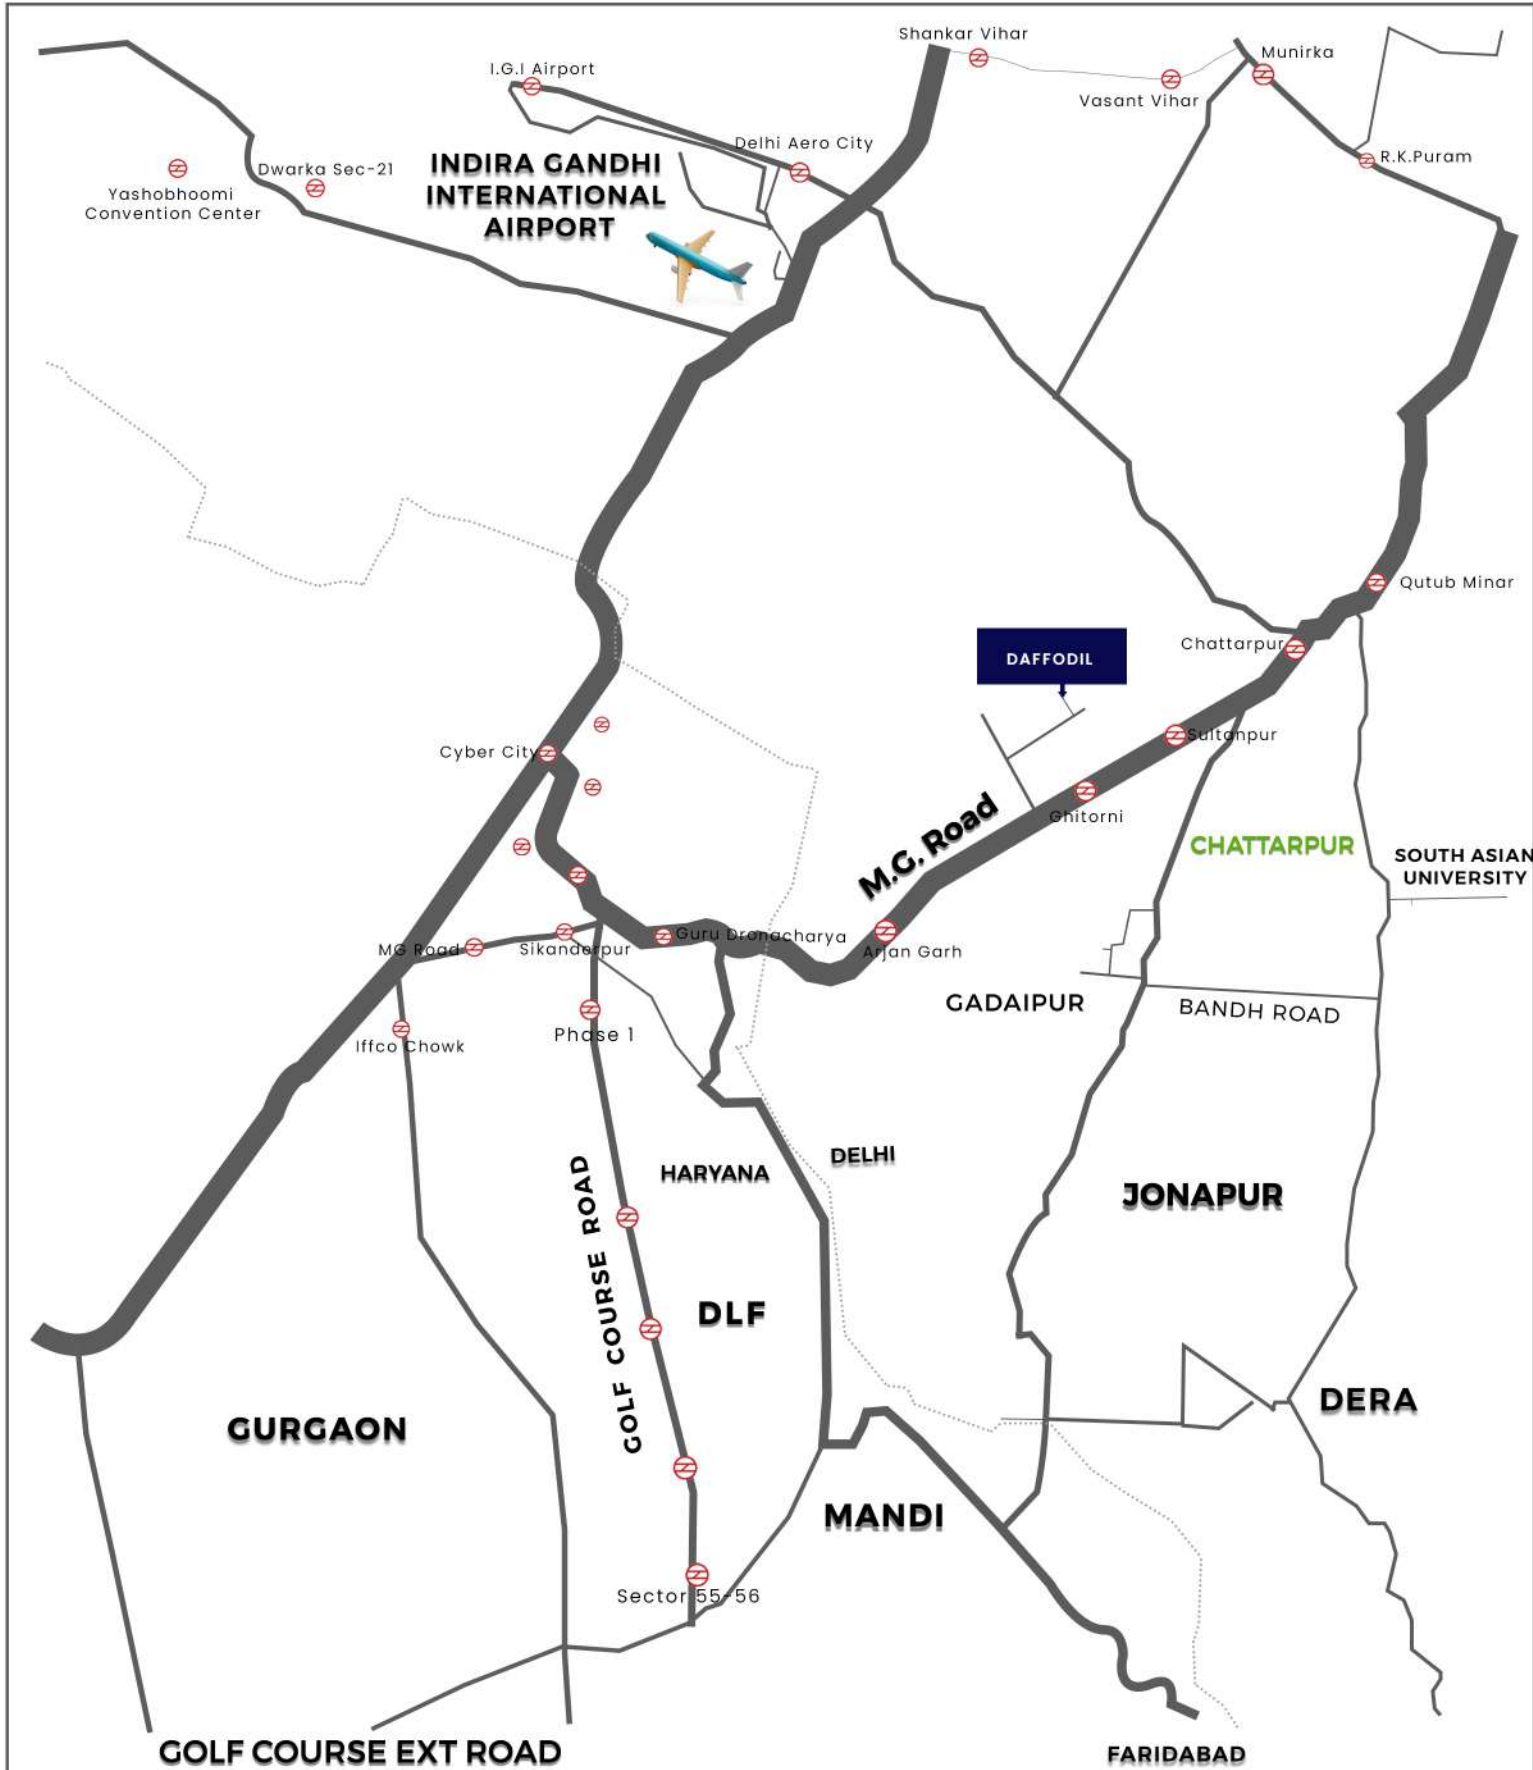 Shankar Vihar
Munirka
I.G.I Airport
Vasant Vihar
Delhi Aero City
R.K.Puram
INDIRA GANDHI
INTERNATIONAL
AIRPORT
Dwarka Sec-21
Yashobhoomi
Convention Center
Qutub Minar
Chattarpur
DAFFODIL
Sultanpur
Cyber City
Ghitorni
M.G. Road
CHATTARPUR
SOUTH ASIAN
UNIVERSITY
Guru Dronacharya
MG Road
Sikanderpur
Arjan Garh
GADAIPUR
BANDH ROAD
Phase 1
Iffco Chowk
DELHI
HARYANA
JONAPUR
GOLF COURSE ROAD
DLF
DERA
GURGAON
MANDI
Sector 55-56
GOLF COURSE EXT ROAD
FARIDABAD